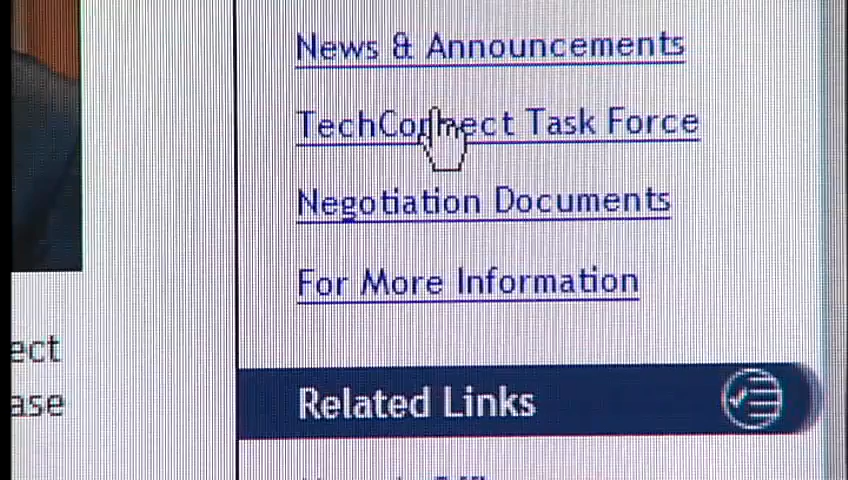 News & Announcements
TechConnect Task Force
Negotiation Documents
For More Information
ect
ase
Related Links